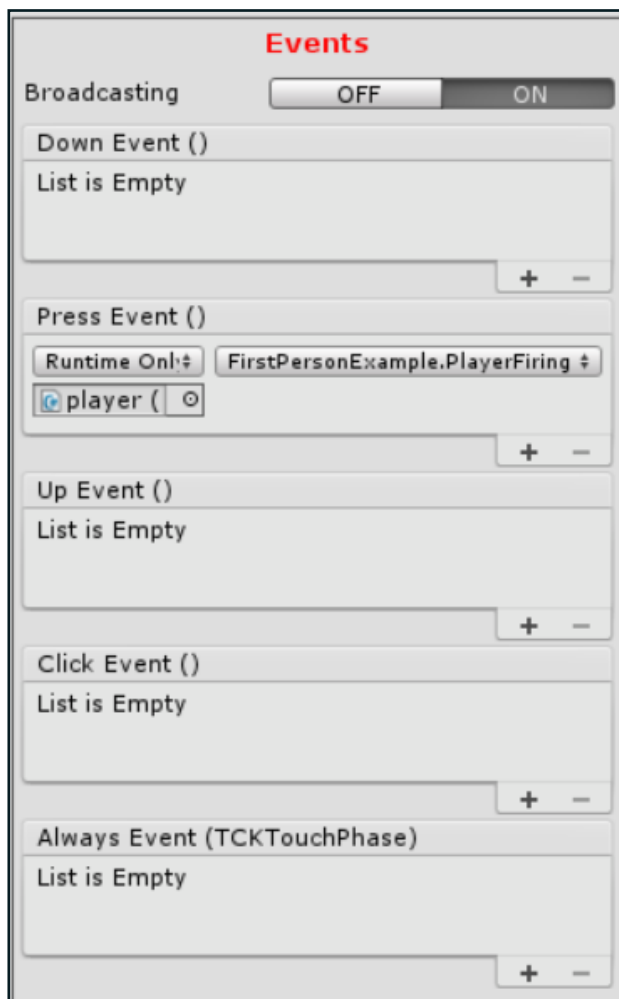 Events
Broadcasting OFF ON
Down Event ()
List is Empty
+ −
Press Event ()
Runtime Onl FirstPersonExample.PlayerFiring
player (
+ −
Up Event ()
List is Empty
+ −
Click Event ()
List is Empty
+ −
Always Event (TCKTouchPhase)
List is Empty
+ −